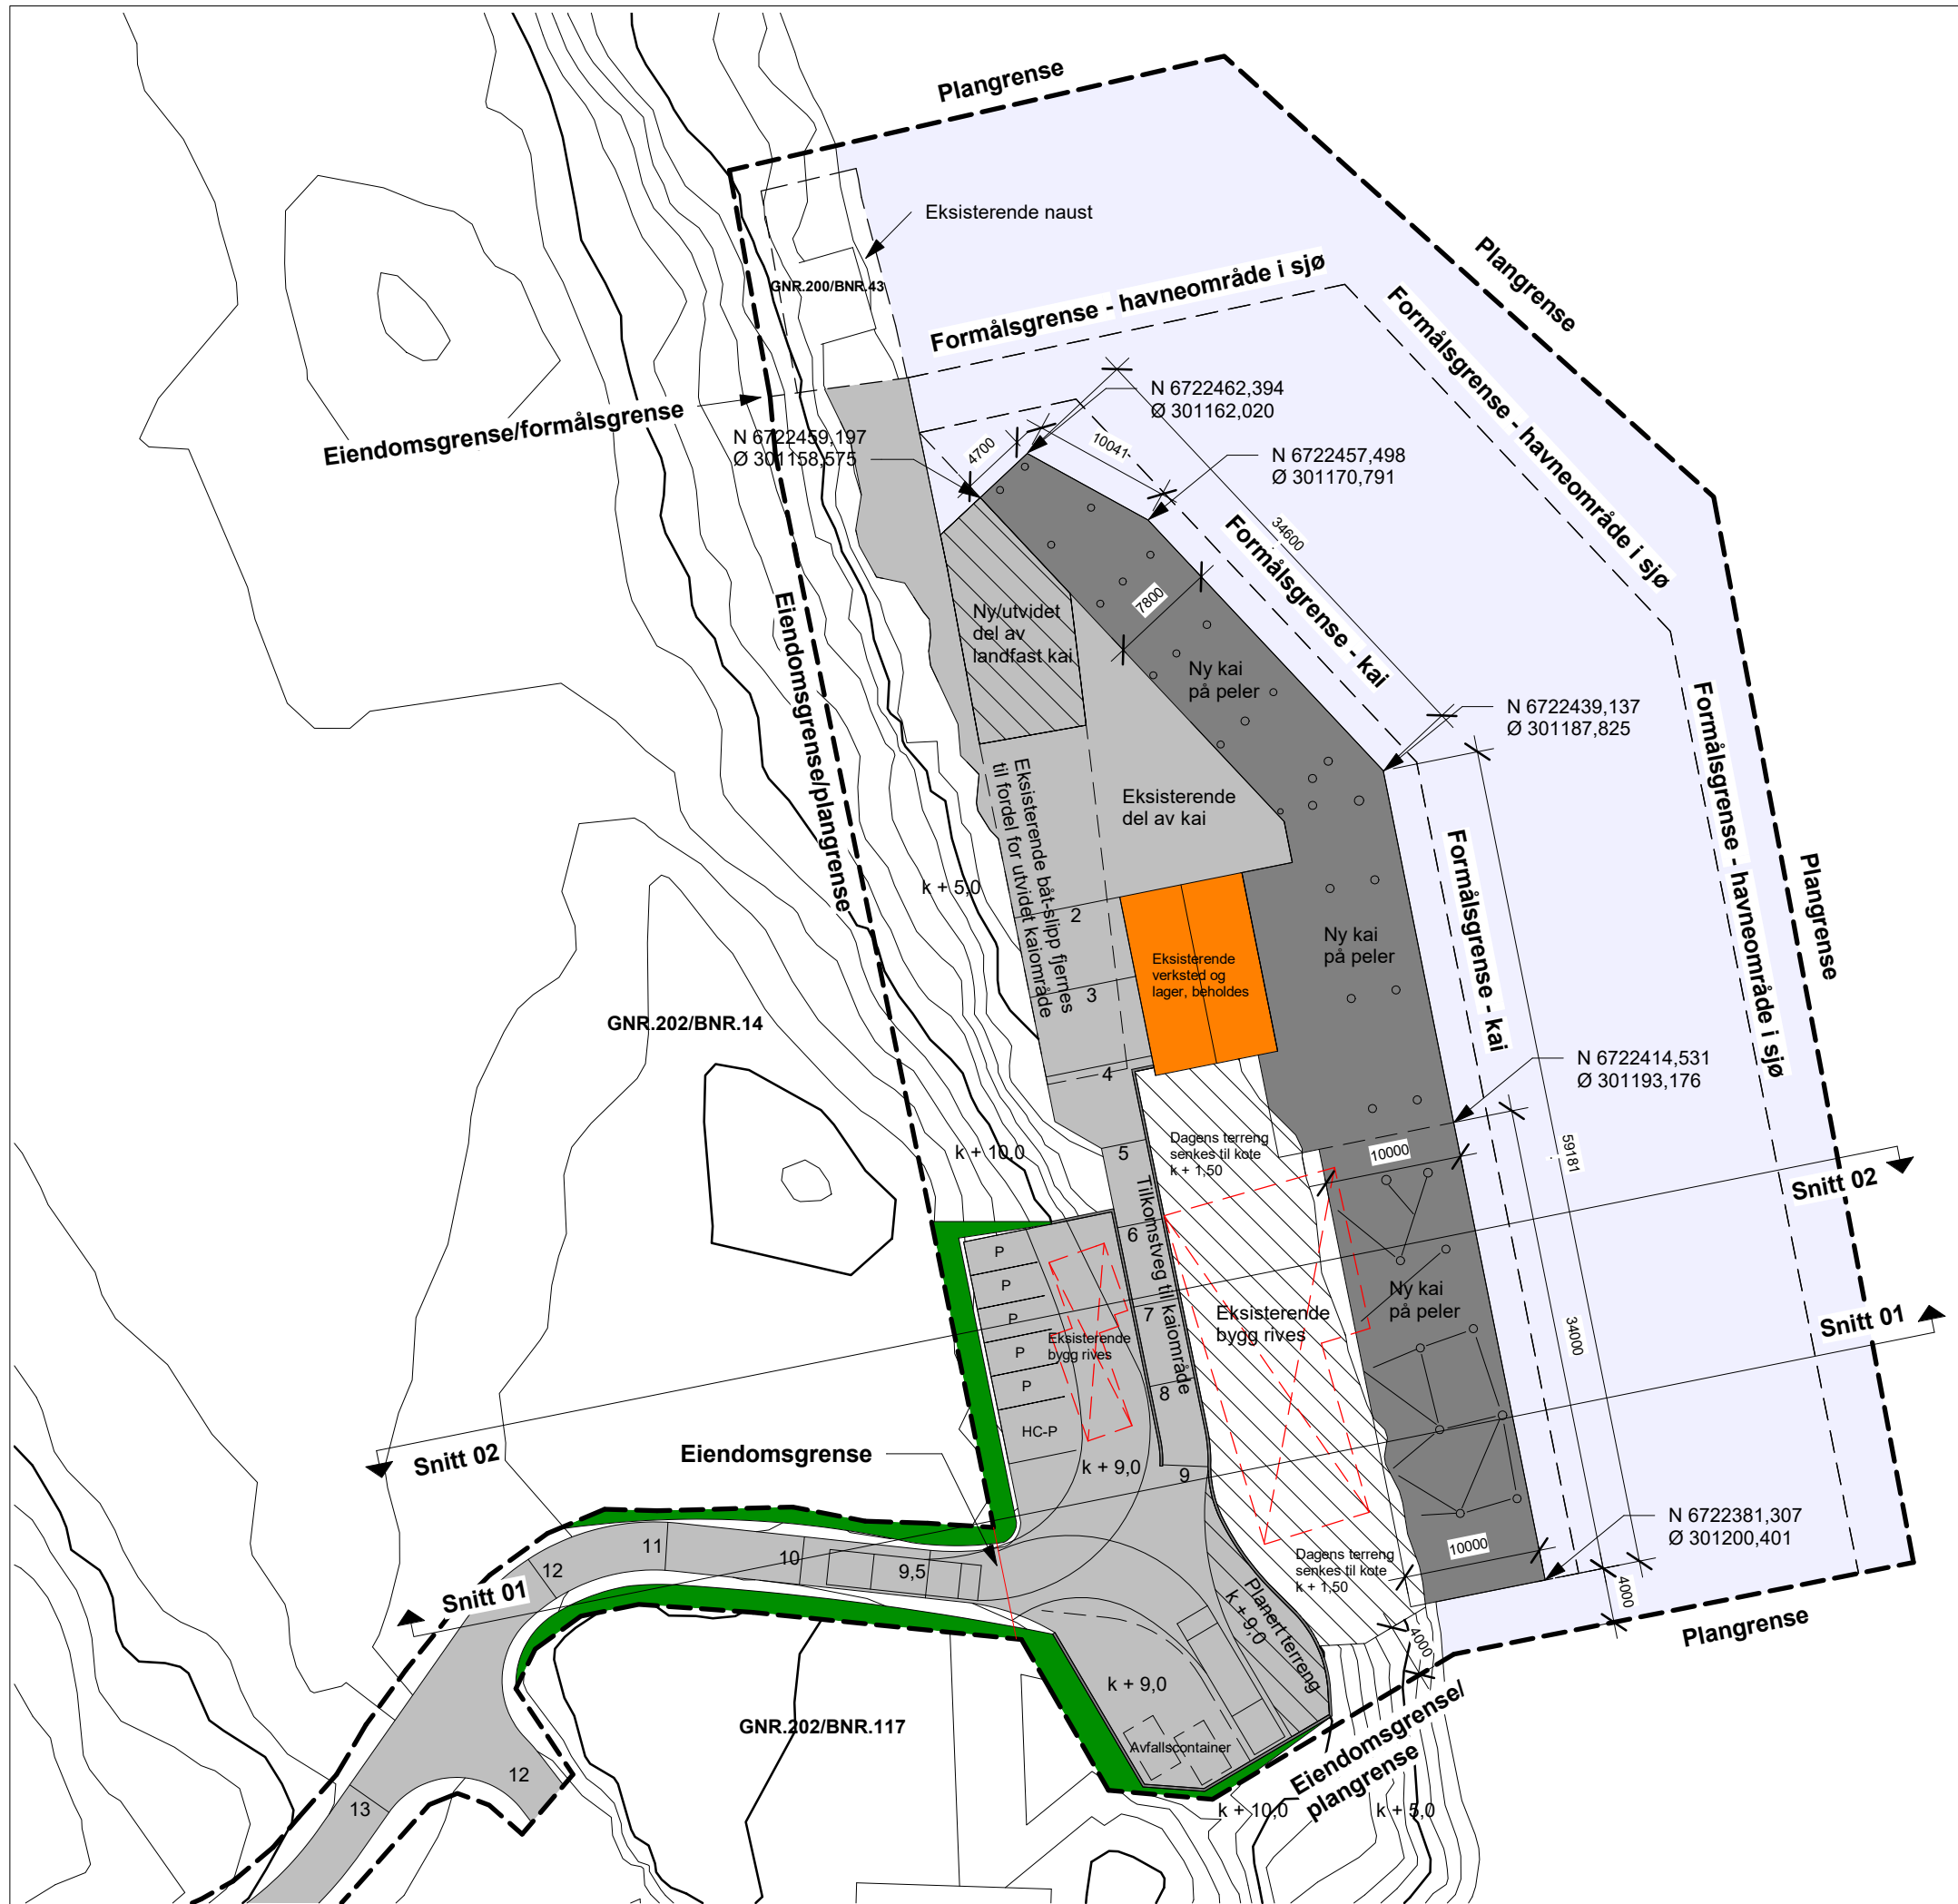 Plangrense
Eksisterende naust
Plangrense
GNR.200/BNR.43
Formålsgrense - havneområde i sjø
Formålsgrense - havneområde i sjø
Eiendomsgrense/formålsgrense
N 6722462,394
Ø 301162,020
N 6722459,197
Ø 301158,575
4700
10041
N 6722457,498
Ø 301170,791
34600
Formålsgrense - kai
7800
Ny/utvidet
del av
landfast kai
Ny kai
på peler
Eiendomsgrense/plangrense
N 6722439,137
Ø 301187,825
Formålsgrense - havneområde i sjø
Plangrense
Eksisterende båt-slipp fjernes
til fordel for utvidet kaiområde
Eksisterende
del av kai
Formålsgrense - kai
k + 5,0
2
3
4
Eksisterende
verksted og
lager, beholdes
Ny kai
på peler
GNR.202/BNR.14
N 6722414,531
Ø 301193,176
k + 10,0
5
Dagens terreng
senkes til kote
k + 1,50
10000
59181
Snitt 02
Tilkomstveg til kaiområde
6
7
8
9
P
P
P
P
P
HC-P
Eksisterende
bygg rives
Eksisterende
bygg rives
Ny kai
på peler
34000
Snitt 01
Snitt 02
Eiendomsgrense
k + 9,0
N 6722381,307
Ø 301200,401
10000
Dagens terreng
senkes til kote
k + 1,50
4000
11
10
9,5
12
Snitt 01
Planert terreng
k + 9,0
4000
Plangrense
k + 9,0
GNR.202/BNR.117
Avfallscontainer
Eiendomsgrense/
plangrense
12
13
k + 10,0
k + 5,0